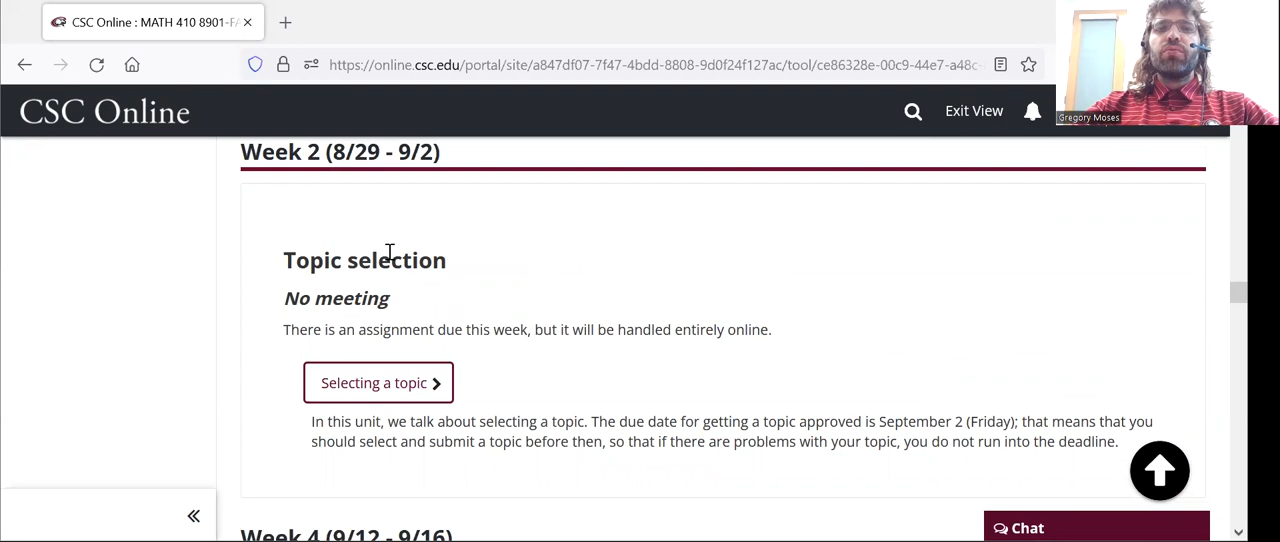 CSC Online : MATH 410 8901-FA
https://online.csc.edu/portal/site/a847df07-7f47-4bdd-8808-9d0f24f127ac/tool/ce86328e-00c9-44e7-a48c-
Gregory Moses
CSC Online
Exit View
Week 2 (8/29 - 9/2)
Topic selection
No meeting
There is an assignment due this week, but it will be handled entirely online.
Selecting a topic
In this unit, we talk about selecting a topic. The due date for getting a topic approved is September 2 (Friday); that means that you
should select and submit a topic before then, so that if there are problems with your topic, you do not run into the deadline.
Chat
Week 4 (9/12 - 9/16)